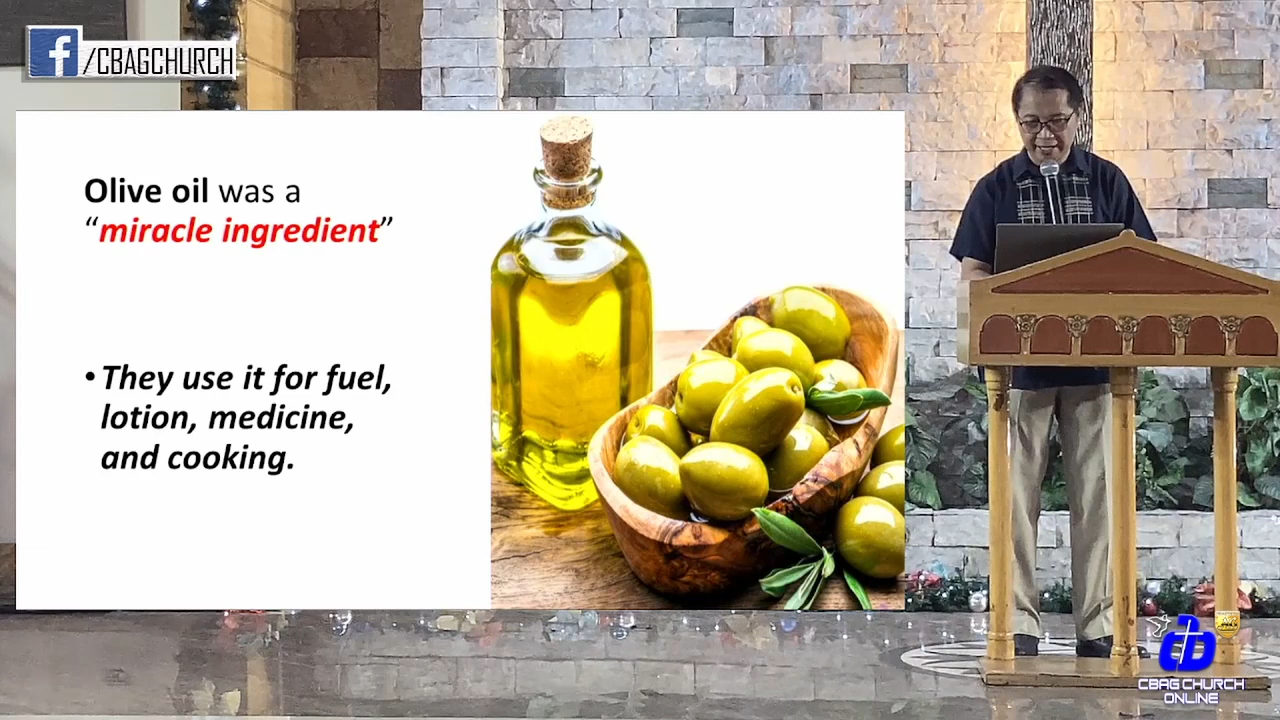 f/CBAGCHURCH
Olive oil was a
“miracle ingredient”
• They use it for fuel,
lotion, medicine,
and cooking.
CBAG CHURCH
ONLINE